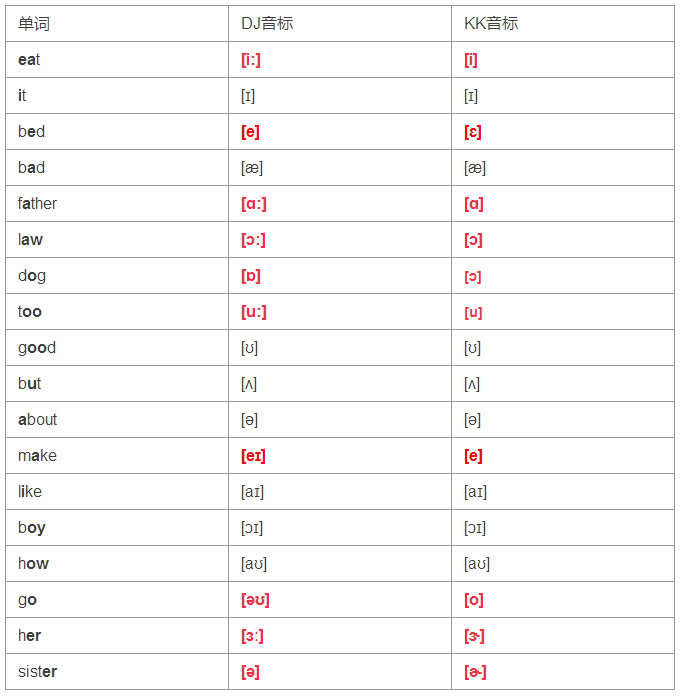 单词 DJ音标 KK音标
eat [iː] [i]
it [ɪ] [ɪ]
bed [e] [ɛ]
bad [æ] [æ]
father [ɑː] [ɑ]
law [ɔː] [ɔ]
dog [ɒ] [ɔ]
too [uː] [u]
good [ʊ] [ʊ]
but [ʌ] [ʌ]
about [ə] [ə]
make [eɪ] [e]
like [aɪ] [aɪ]
boy [ɔɪ] [ɔɪ]
how [aʊ] [aʊ]
go [əʊ] [o]
her [ɜː] [ɝ]
sister [ə] [ɚ]